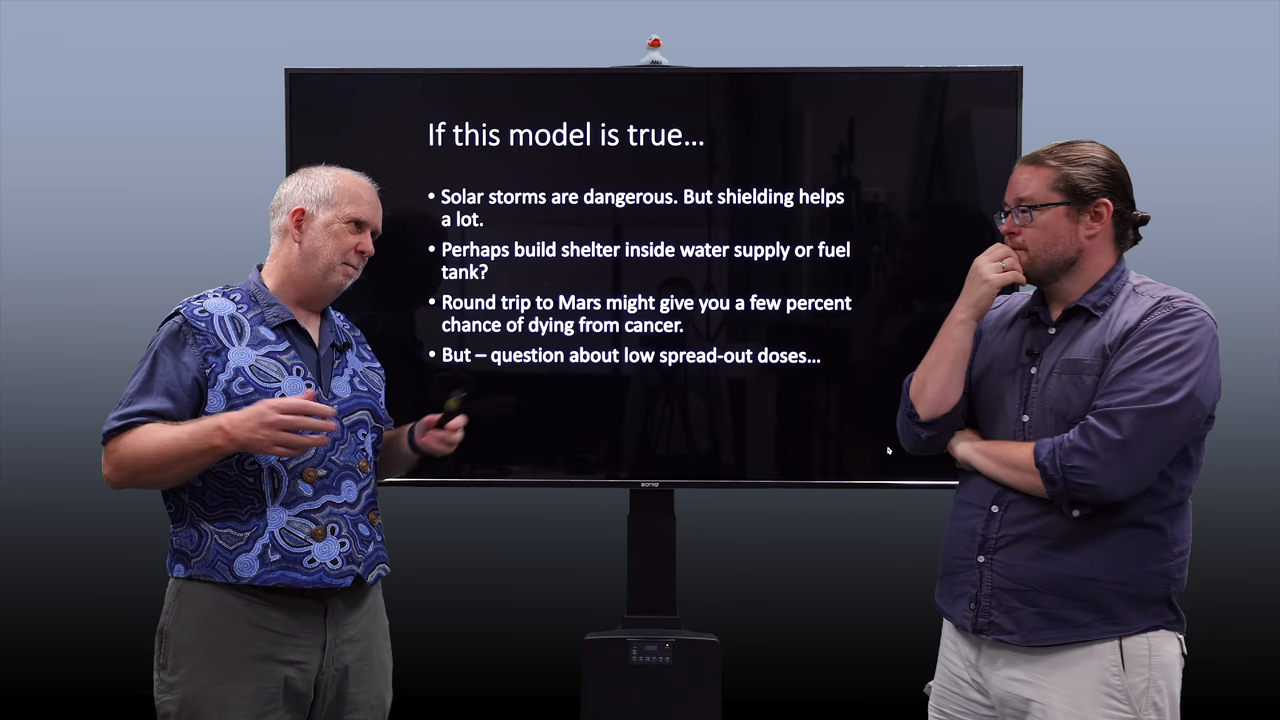 ANU
If this model is true...
• Solar storms are dangerous. But shielding helps
a lot.
• Perhaps build shelter inside water supply or fuel
tank?
• Round trip to Mars might give you a few percent
chance of dying from cancer.
• But – question about low spread-out doses...
soniq